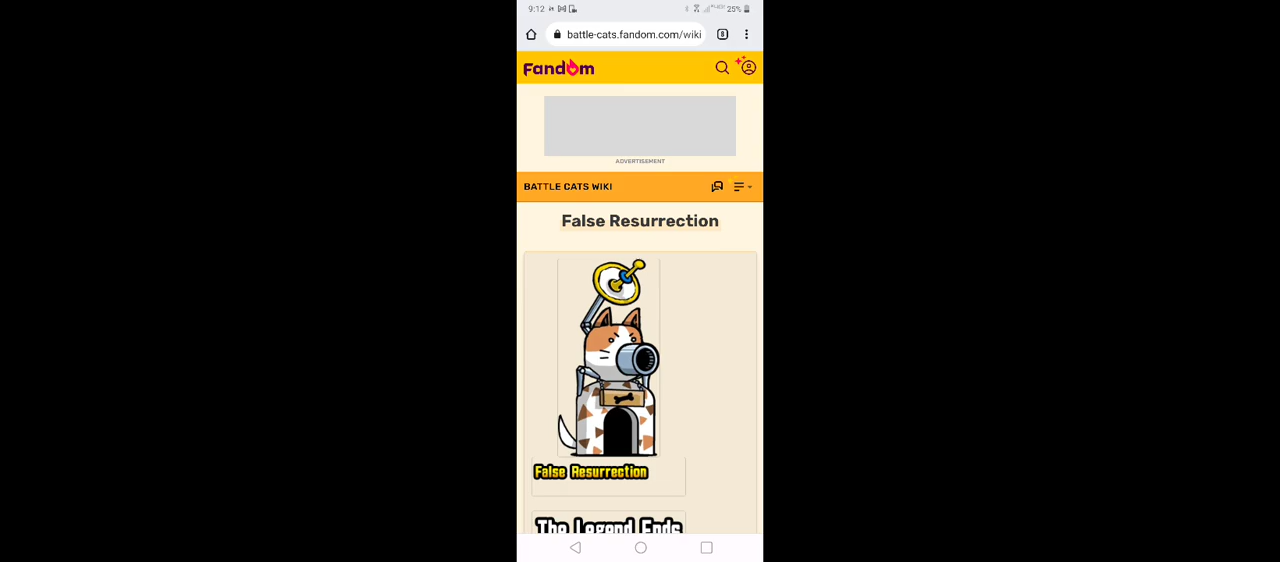 9:12
25%
battle-cats.fandom.com/wiki
8
Fandom
ADVERTISEMENT
BATTLE CATS WIKI
False Resurrection
False Resurrection
The Legend Ends